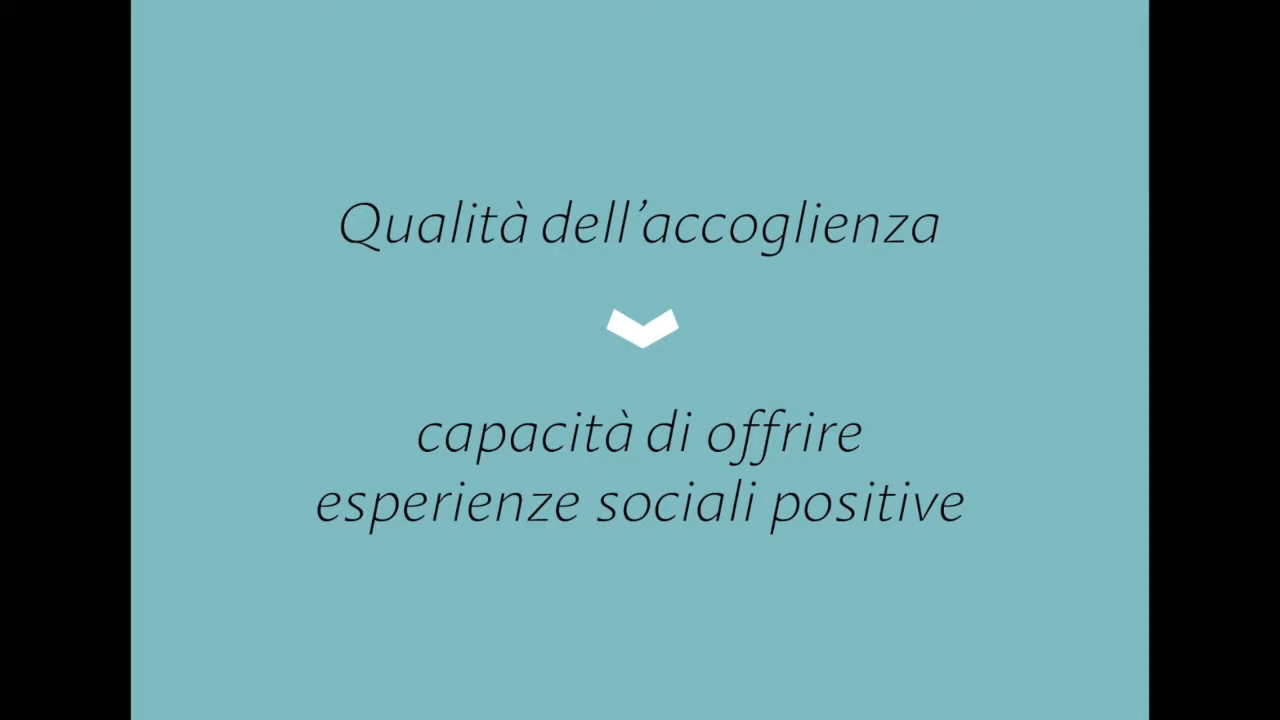 Qualità dell’accoglienza
capacità di offrire
esperienze sociali positive